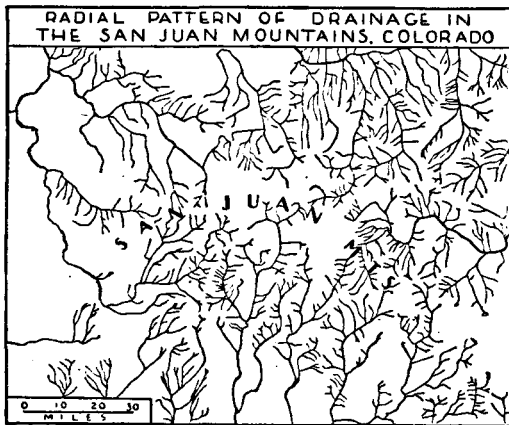 RADIAL PATTERN OF DRAINAGE IN
THE SAN JUAN MOUNTAINS, COLORADO
SAN JUAN MTS
0 10 20 30
MILES